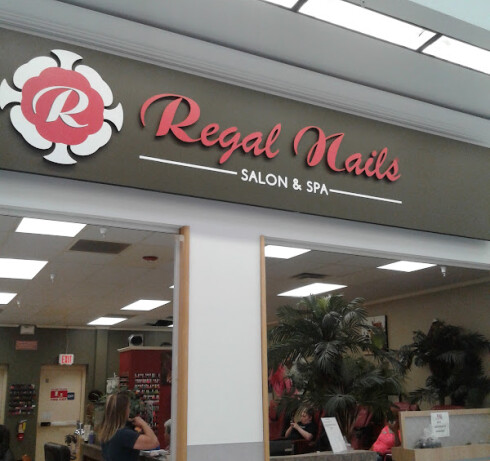 R
Regal Nails
SALON & SPA
EXIT